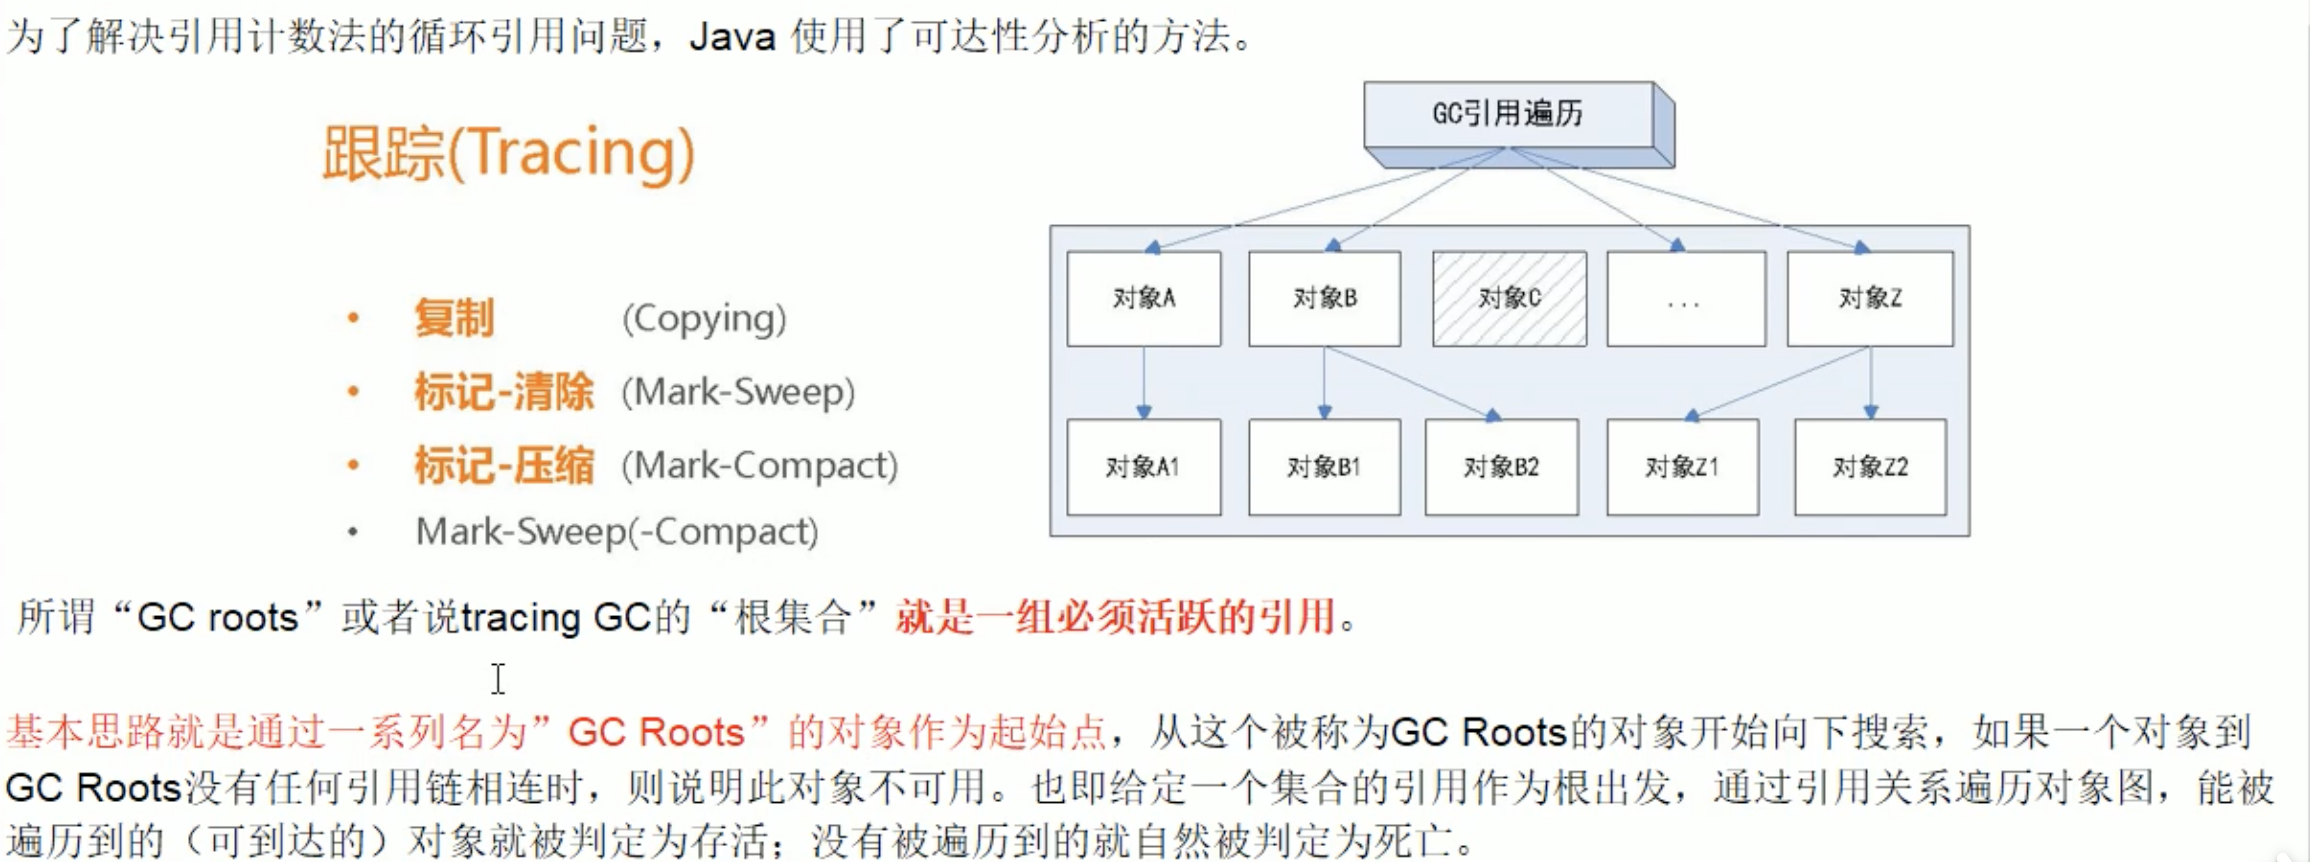 为了解决引用计数法的循环引用问题，Java 使用了可达性分析的方法。
跟踪(Tracing)
• 复制 (Copying)
• 标记-清除 (Mark-Sweep)
• 标记-压缩 (Mark-Compact)
• Mark-Sweep(-Compact)
GC引用遍历
对象A 对象B 对象C ... 对象Z
对象A1 对象B1 对象B2 对象Z1 对象Z2
所谓“GC roots”或者说tracing GC的“根集合”就是一组必须活跃的引用。
基本思路就是通过一系列名为”GC Roots”的对象作为起始点，从这个被称为GC Roots的对象开始向下搜索，如果一个对象到
GC Roots没有任何引用链相连时，则说明此对象不可用。也即给定一个集合的引用作为根出发，通过引用关系遍历对象图，能被
遍历到的（可到达的）对象就被判定为存活；没有被遍历到的就自然被判定为死亡。